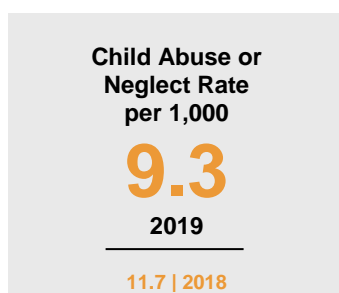 Child Abuse or
Neglect Rate
per 1,000
9.3
2019
11.7 | 2018